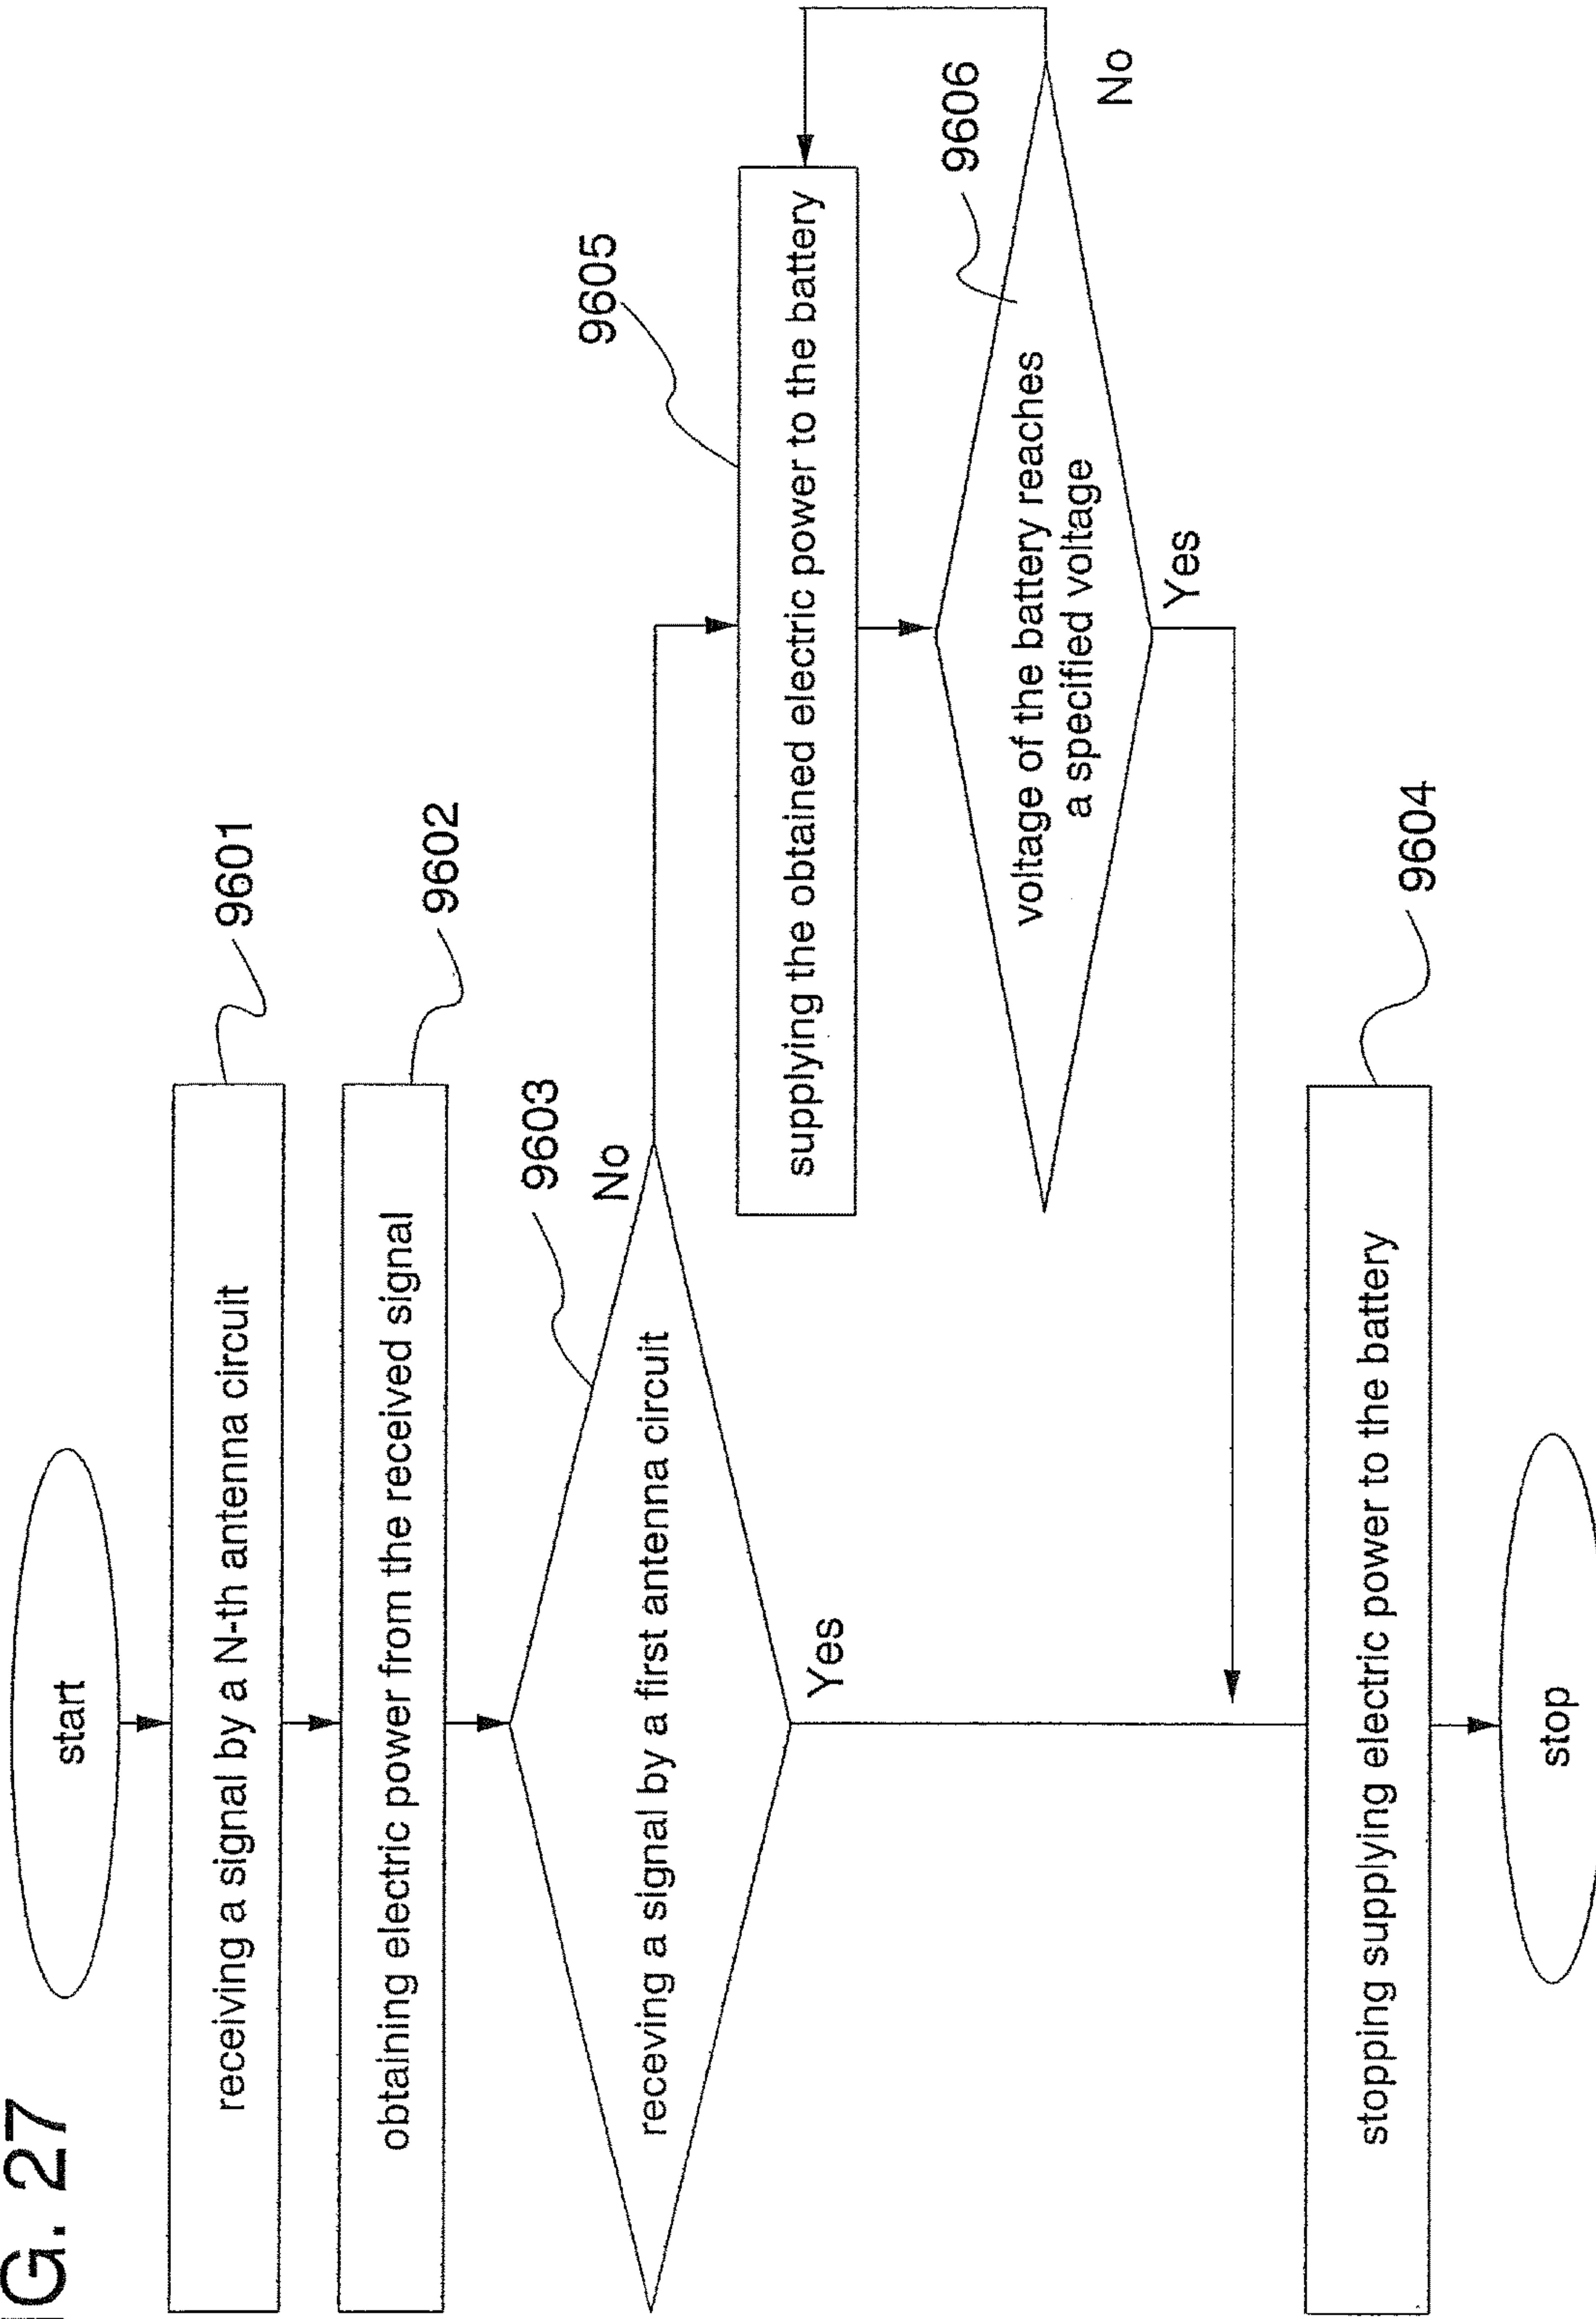 G. 27
start
receiving a signal by a N-th antenna circuit
9601
obtaining electric power from the received signal
9602
receving a signal by a first antenna circuit
9603
No
Yes
supplying the obtained electric power to the battery
9605
voltage of the battery reaches
a specified voltage
9606
No
Yes
stopping supplying electric power to the battery
9604
stop